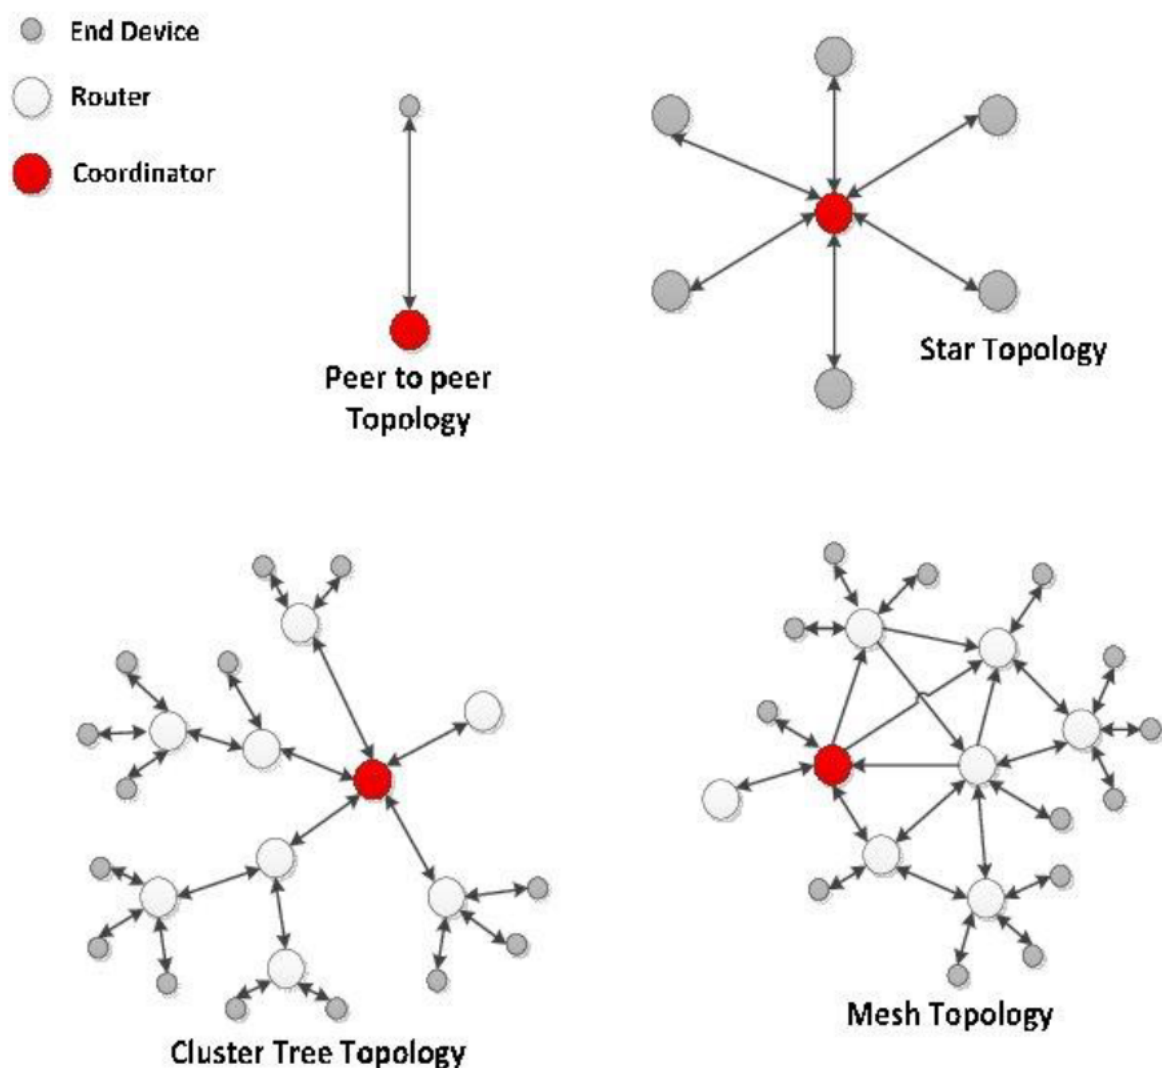 End Device
Router
Coordinator
Peer to peer
Topology
Star Topology
Cluster Tree Topology
Mesh Topology